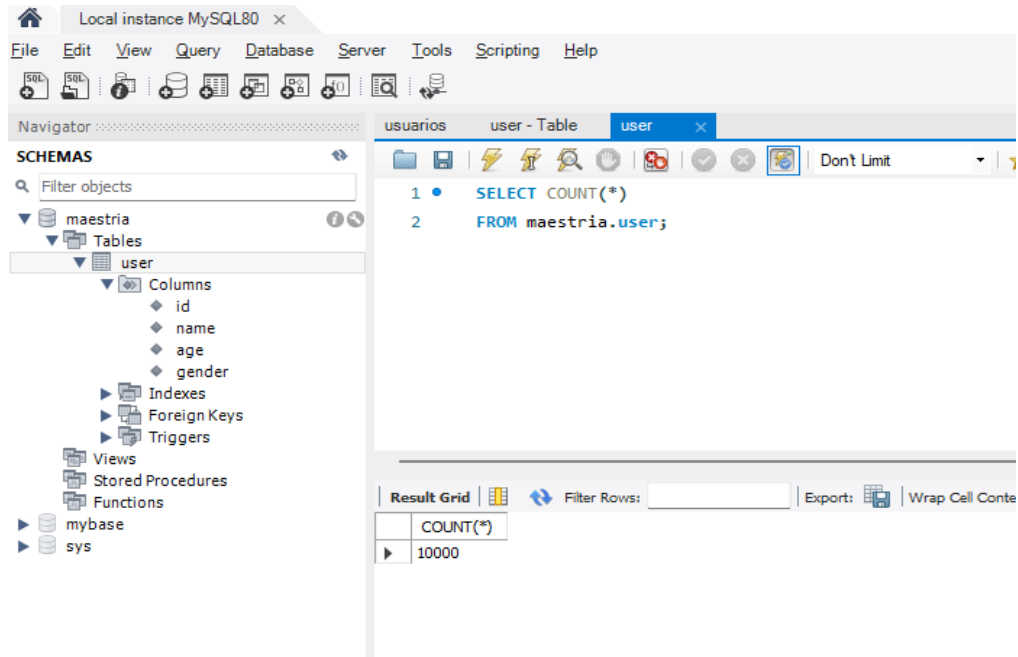 Local instance MySQL80
File Edit View Query Database Server Tools Scripting Help
Navigator
SCHEMAS
Filter objects
maestria
Tables
user
Columns
id
name
age
gender
Indexes
Foreign Keys
Triggers
Views
Stored Procedures
Functions
mybase
sys
usuarios user - Table user
Don't Limit
1 SELECT COUNT(*)
2 FROM maestria.user;
Result Grid Filter Rows: Export: Wrap Cell Conte
COUNT(*)
10000